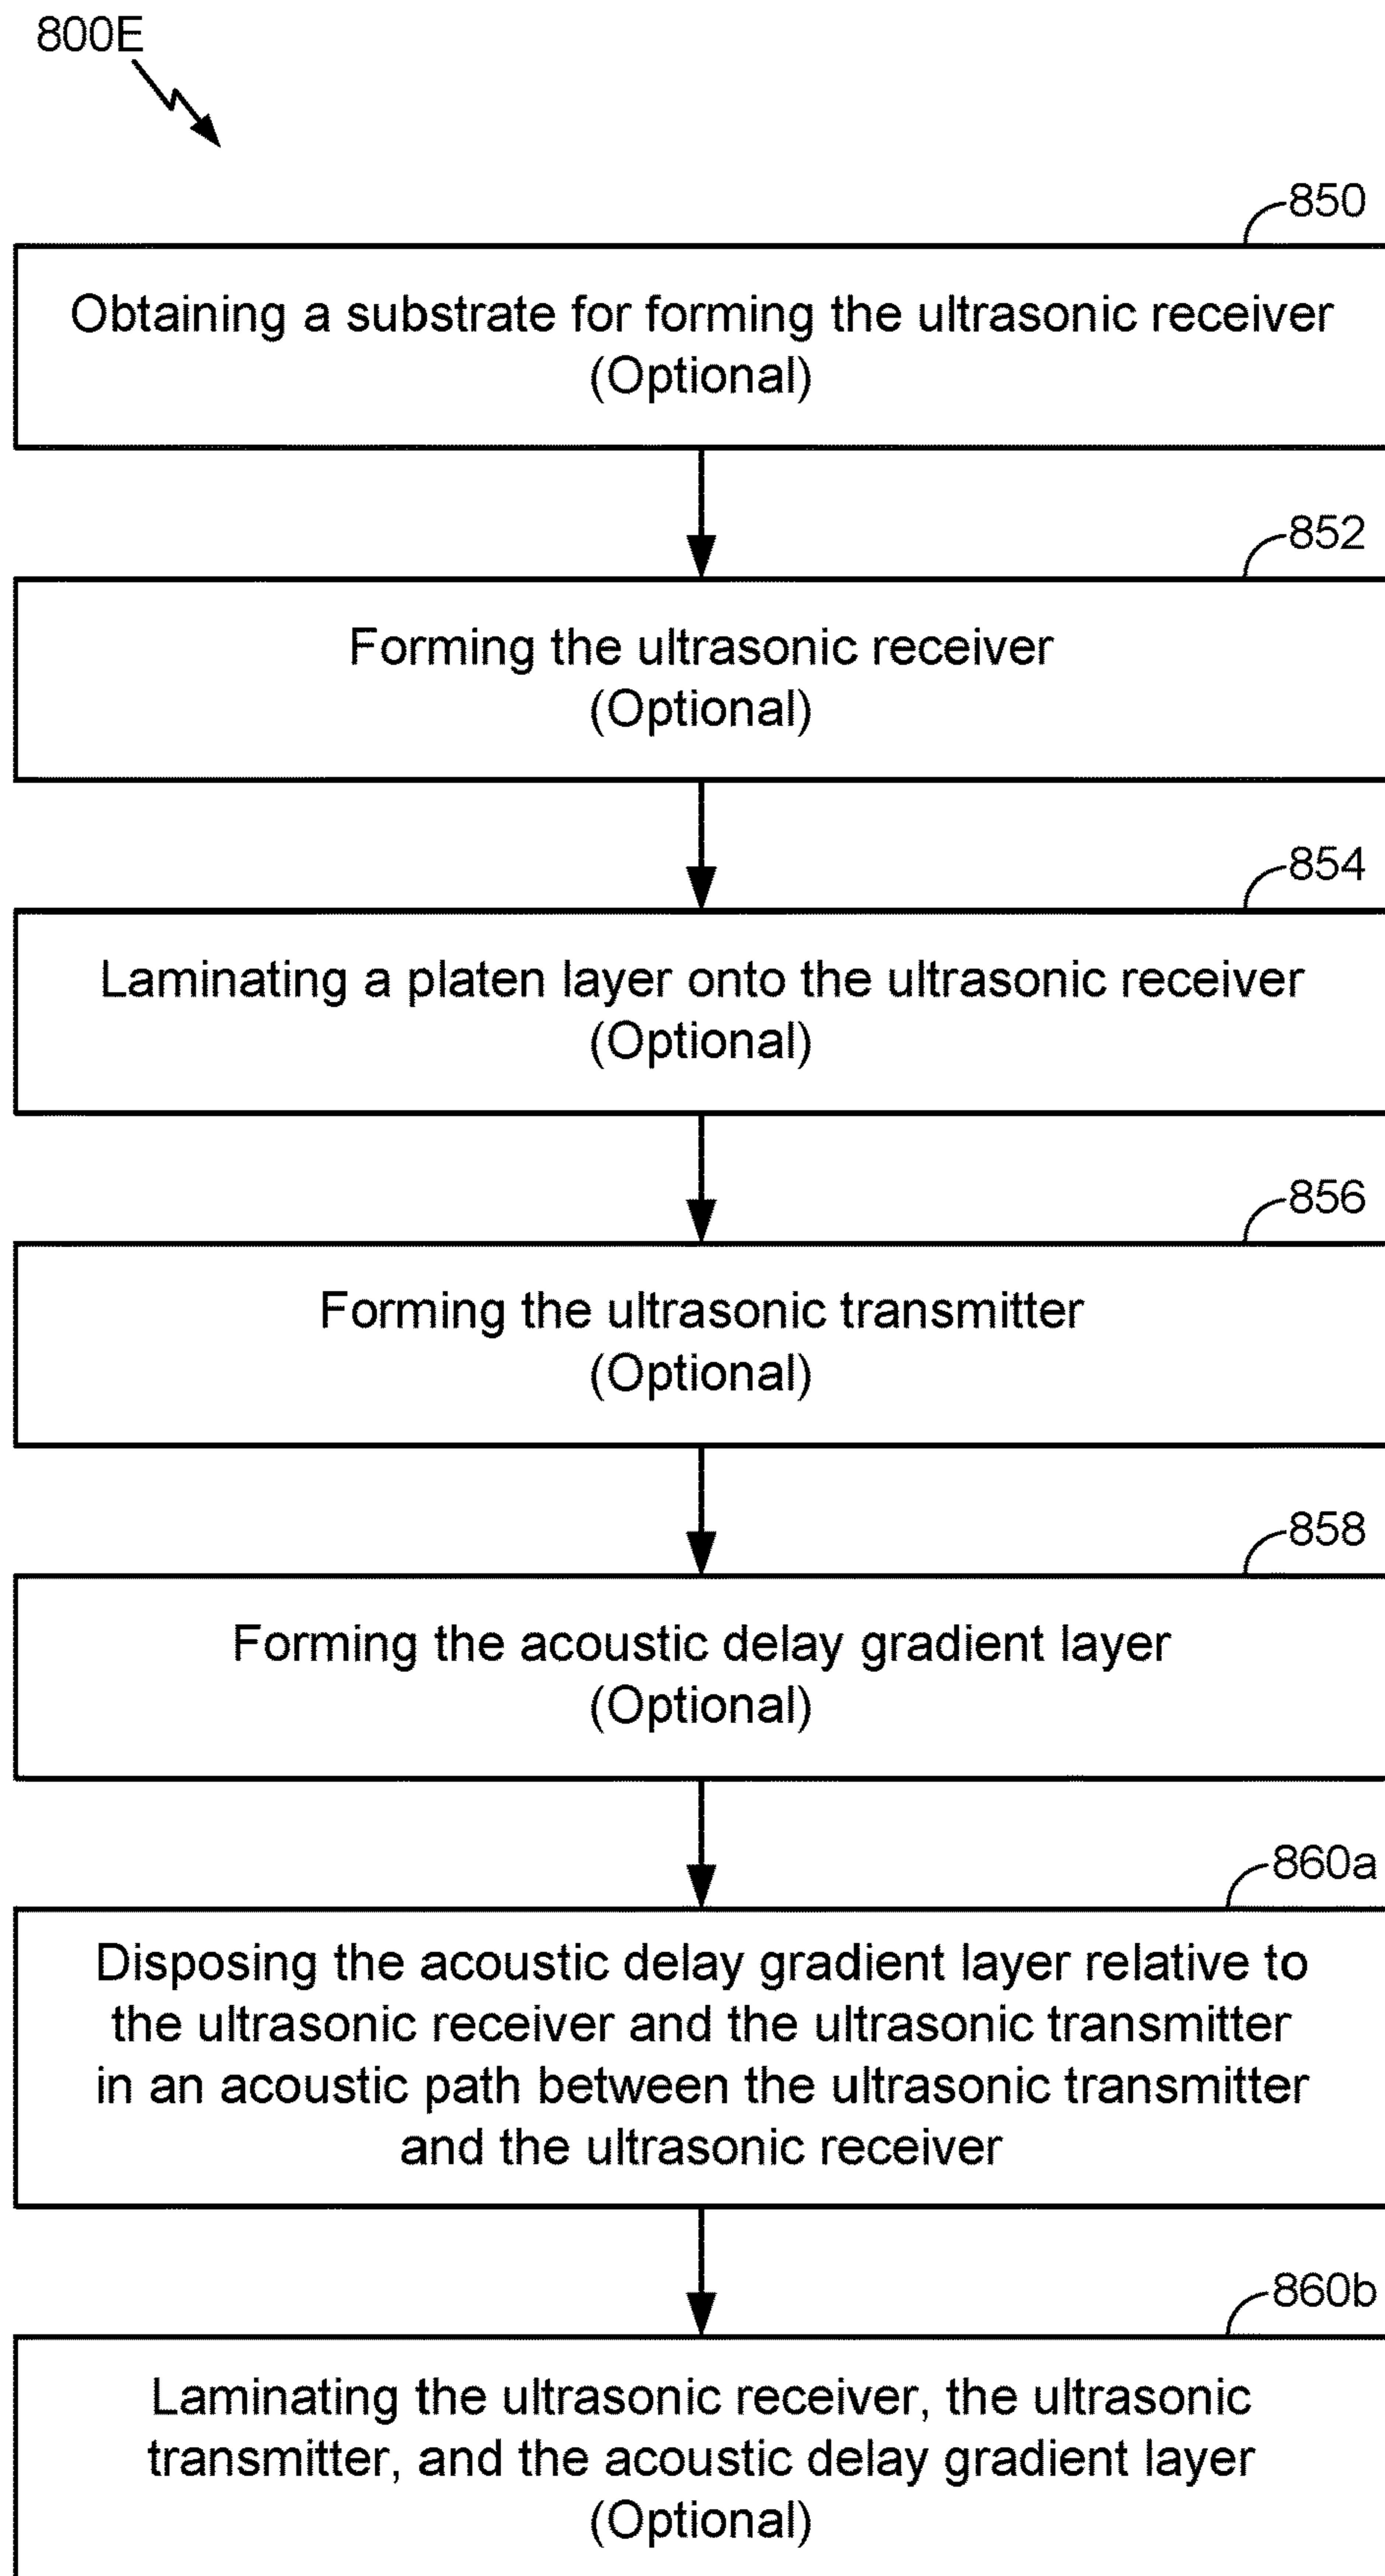 800E
850
Obtaining a substrate for forming the ultrasonic receiver
(Optional)
852
Forming the ultrasonic receiver
(Optional)
854
Laminating a platen layer onto the ultrasonic receiver
(Optional)
856
Forming the ultrasonic transmitter
(Optional)
858
Forming the acoustic delay gradient layer
(Optional)
860a
Disposing the acoustic delay gradient layer relative to
the ultrasonic receiver and the ultrasonic transmitter
in an acoustic path between the ultrasonic transmitter
and the ultrasonic receiver
860b
Laminating the ultrasonic receiver, the ultrasonic
transmitter, and the acoustic delay gradient layer
(Optional)